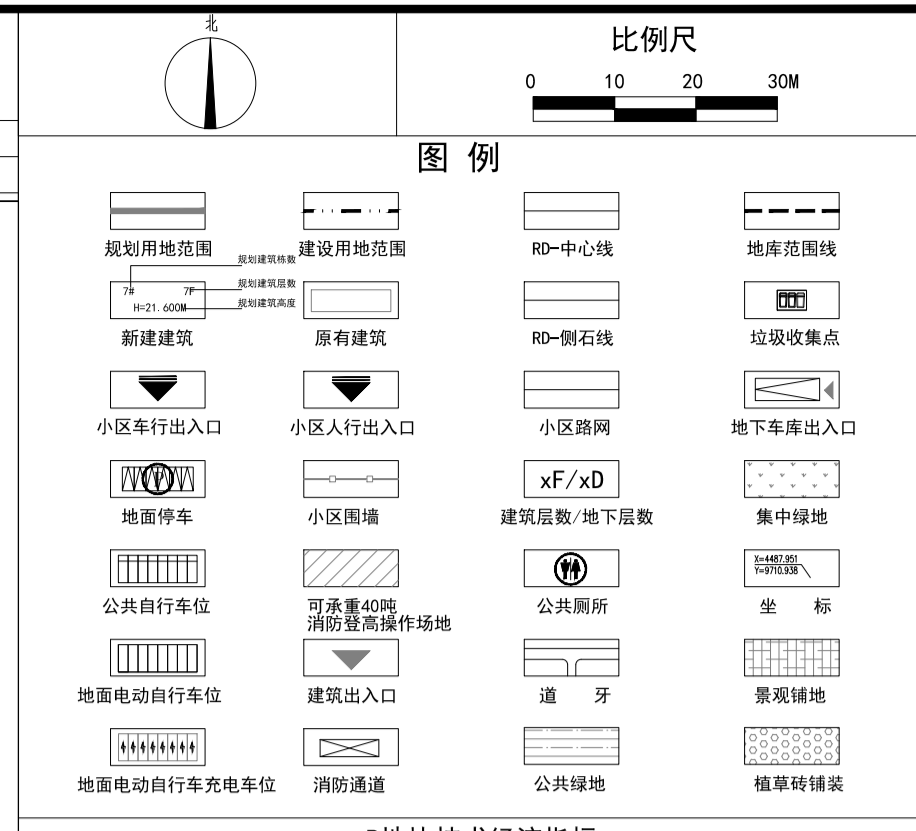 北
比例尺
0 10 20 30M
图 例
规划用地范围 建设用地范围 RD-中心线 地库范围线
规划建筑栋数
7# 7F 规划建筑层数
H=21.600M 规划建筑高度
新建建筑 原有建筑 RD-侧石线 垃圾收集点
小区车行出入口 小区人行出入口 小区路网 地下车库出入口
P xF/xD
地面停车 小区围墙 建筑层数/地下层数 集中绿地
X=4487.951
Y=9710.938
公共自行车位 可承重40吨 公共厕所 坐 标
消防登高操作场地
地面电动自行车位 建筑出入口 道 牙 景观铺地
地面电动自行车充电车位 消防通道 公共绿地 植草砖铺装